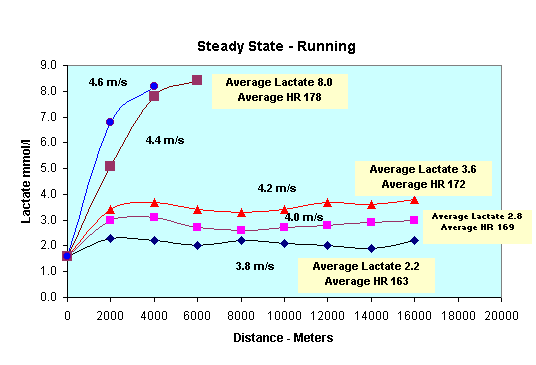 Steady State - Running
Lactate mmol/l
9.0
8.0
7.0
6.0
5.0
4.0
3.0
2.0
1.0
0.0
4.6 m/s
Average Lactate 8.0
Average HR 178
4.4 m/s
4.2 m/s
Average Lactate 3.6
Average HR 172
4.0 m/s
Average Lactate 2.8
Average HR 169
3.8 m/s
Average Lactate 2.2
Average HR 163
0 2000 4000 6000 8000 10000 12000 14000 16000 18000 20000
Distance - Meters